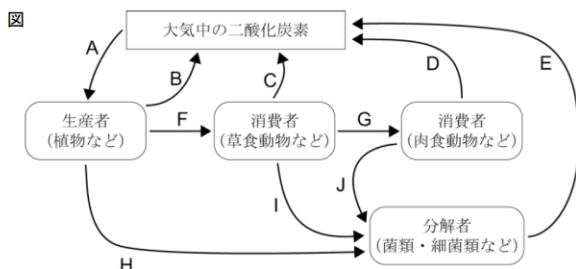 図
大気中の二酸化炭素
A
B
C
D
E
生産者
(植物など)
F
消費者
(草食動物など)
G
消費者
(肉食動物など)
J
I
H
分解者
(菌類・細菌類など)